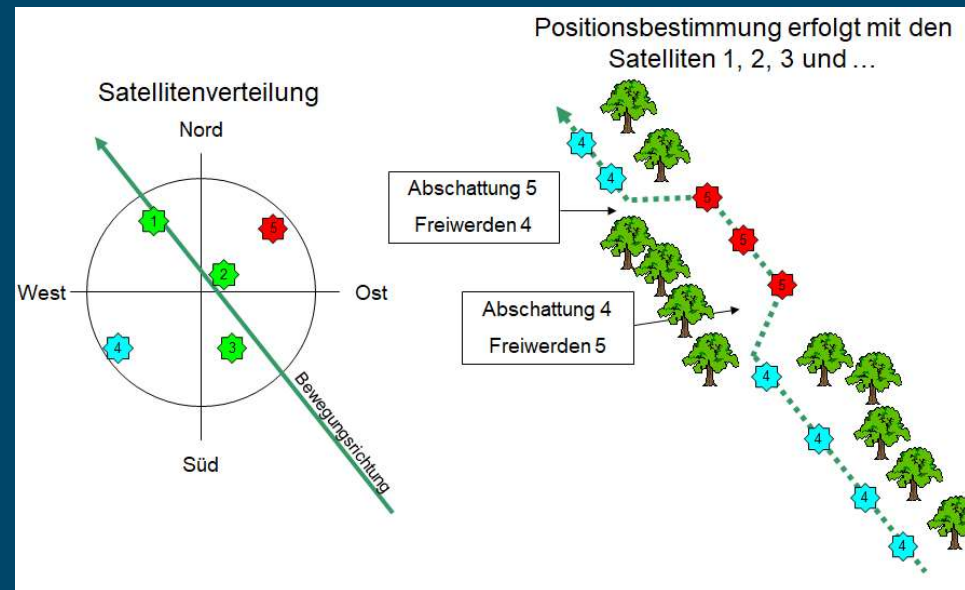 Positionsbestimmung erfolgt mit den
Satelliten 1, 2, 3 und …
Satellitenverteilung
Nord
1
5
2
West
Ost
4
3
Süd
Bewegungsrichtung
4
4
Abschattung 5
Freiwerden 4
5
5
5
Abschattung 4
Freiwerden 5
4
4
4
4